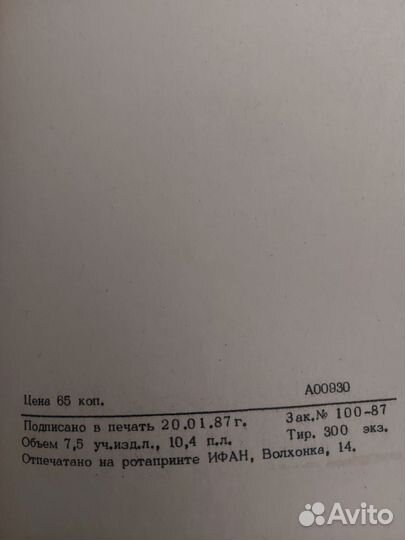 Цена 65 коп. А00930
Подписано в печать 20.01.87г. Зак.№ 100-87
Объем 7,5 уч.изд.л., 10,4 п.л. Тир. 300 экз.
Отпечатано на ротапринте ИФАН, Волхонка, 14.
Avito